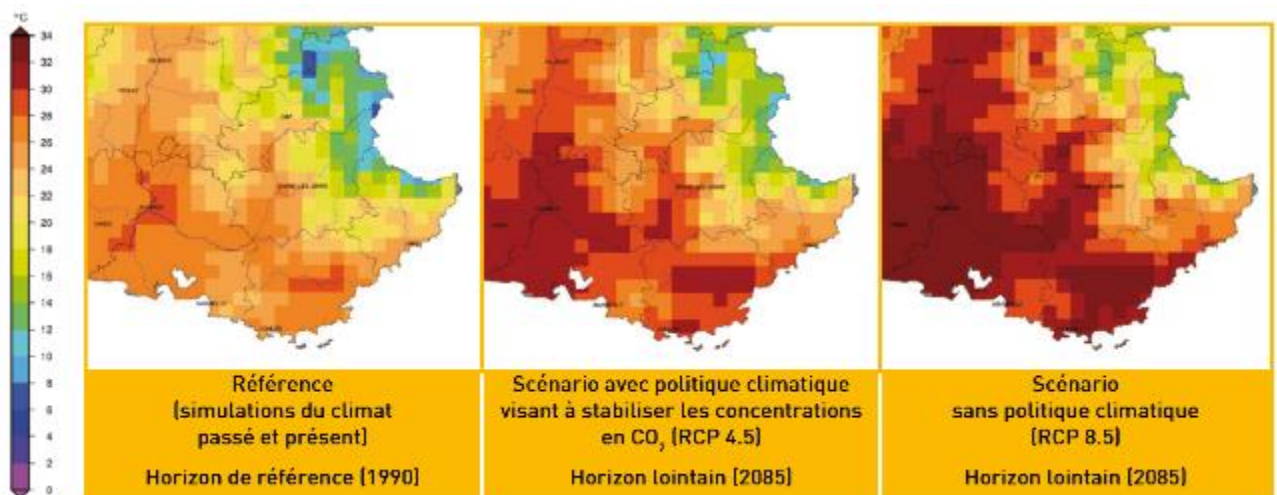 °C
34
32
30
28
26
24
22
20
18
16
14
12
10
8
6
4
2
0
Référence
(simulations du climat
passé et présent)
Horizon de référence (1990)
Scénario avec politique climatique
visant à stabiliser les concentrations
en CO₂ (RCP 4.5)
Horizon lointain (2085)
Scénario
sans politique climatique
(RCP 8.5)
Horizon lointain (2085)